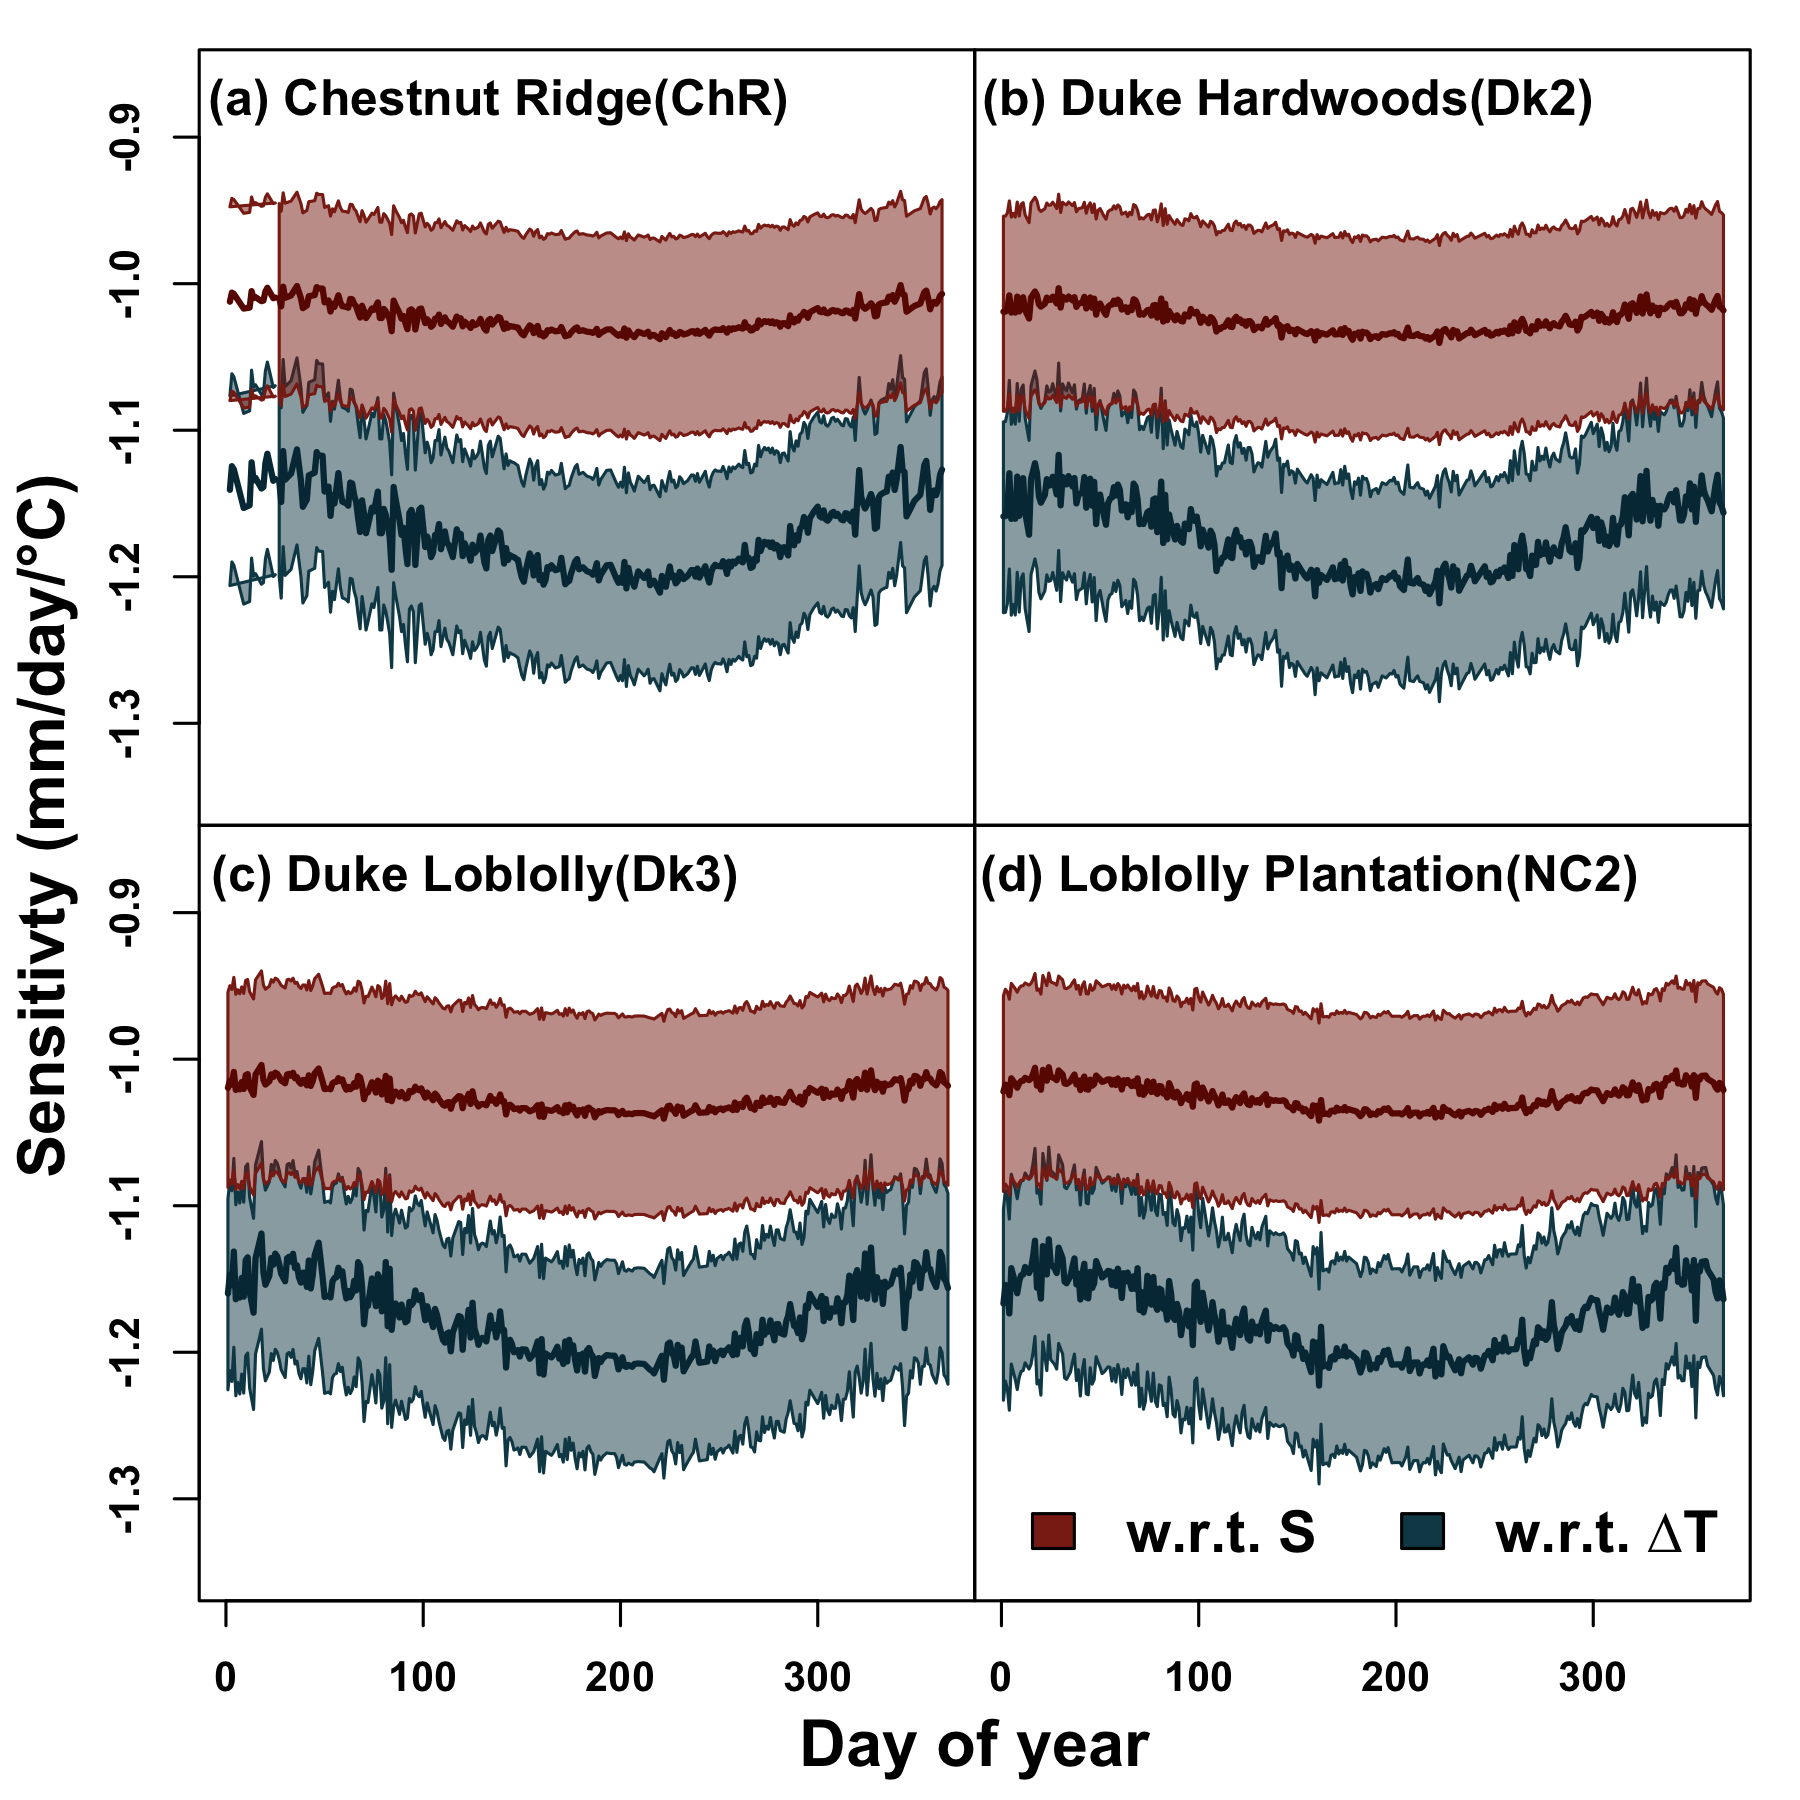 (a) Chestnut Ridge(ChR)
(b) Duke Hardwoods(Dk2)
-0.9
-1.0
-1.1
-1.2
-1.3
(c) Duke Loblolly(Dk3)
(d) Loblolly Plantation(NC2)
-0.9
-1.0
-1.1
-1.2
-1.3
Sensitivty (mm/day/°C)
w.r.t. S
w.r.t. ΔT
0 100 200 300
0 100 200 300
Day of year